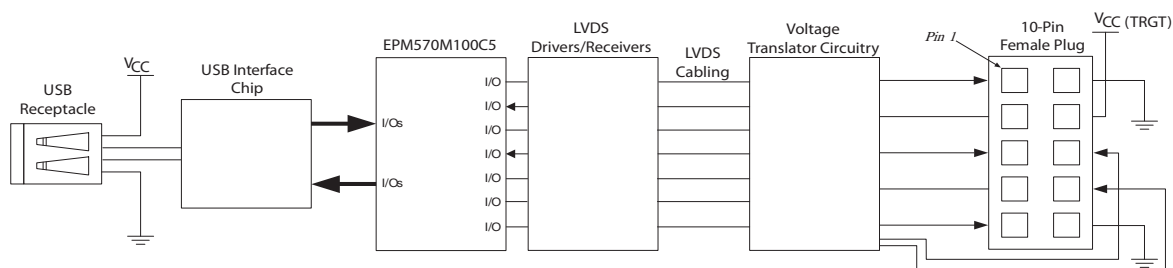 USB
Receptacle
VCC
USB Interface
Chip
I/Os
I/Os
EPM570M100C5
I/O
I/O
I/O
I/O
I/O
I/O
I/O
LVDS
Drivers/Receivers
LVDS
Cabling
Voltage
Translator Circuitry
Pin 1
10-Pin
Female Plug
VCC (TRGT)